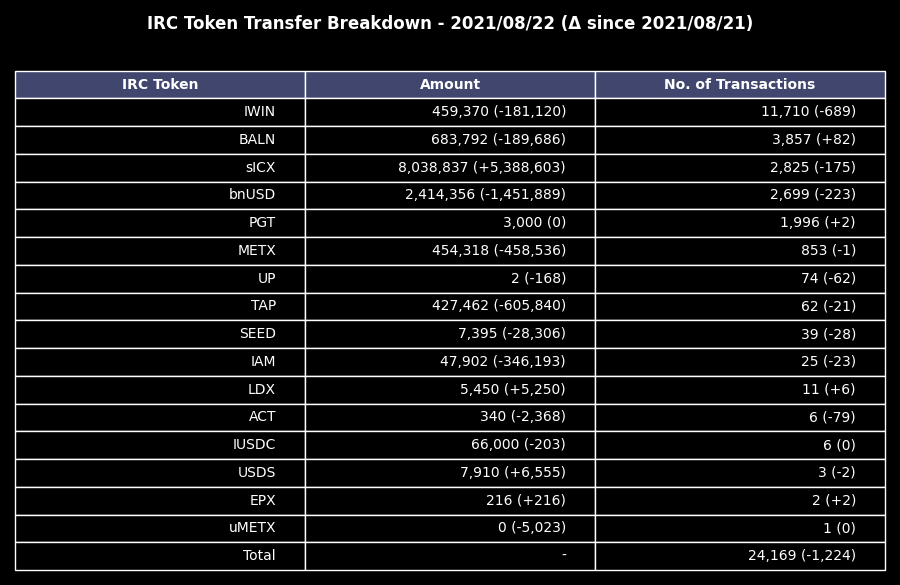 IRC Token Transfer Breakdown - 2021/08/22 (Δ since 2021/08/21)
IRC Token Amount No. of Transactions
IWIN 459,370 (-181,120) 11,710 (-689)
BALN 683,792 (-189,686) 3,857 (+82)
sICX 8,038,837 (+5,388,603) 2,825 (-175)
bnUSD 2,414,356 (-1,451,889) 2,699 (-223)
PGT 3,000 (0) 1,996 (+2)
METX 454,318 (-458,536) 853 (-1)
UP 2 (-168) 74 (-62)
TAP 427,462 (-605,840) 62 (-21)
SEED 7,395 (-28,306) 39 (-28)
IAM 47,902 (-346,193) 25 (-23)
LDX 5,450 (+5,250) 11 (+6)
ACT 340 (-2,368) 6 (-79)
IUSDC 66,000 (-203) 6 (0)
USDS 7,910 (+6,555) 3 (-2)
EPX 216 (+216) 2 (+2)
uMETX 0 (-5,023) 1 (0)
Total - 24,169 (-1,224)